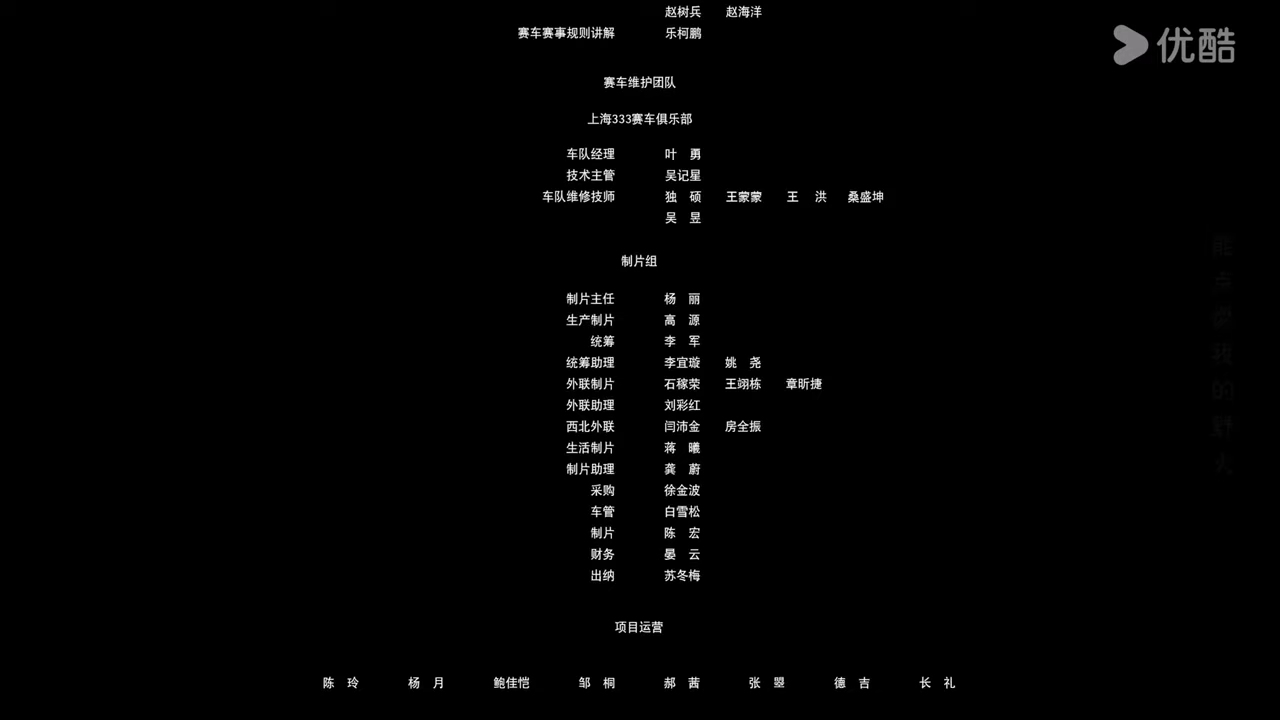 赵树兵 赵海洋
赛车赛事规则讲解 乐柯鹏
优酷
赛车维护团队
上海333赛车俱乐部
车队经理 叶 勇
技术主管 吴记星
车队维修技师 独 硕 王蒙蒙 王 洪 桑盛坤
吴 昱
制片组
制片主任 杨 丽
生产制片 高 源
统筹 李 军
统筹助理 李宜璇 姚 尧
外联制片 石稼荣 王翊栋 章昕捷
外联助理 刘彩红
西北外联 闫沛金 房全振
生活制片 蒋 曦
制片助理 龚 蔚
采购 徐金波
车管 白雪松
制片 陈 宏
财务 晏 云
出纳 苏冬梅
项目运营
陈 玲 杨 月 鲍佳恺 邹 桐 郝 茜 张 曌 德 吉 长 礼